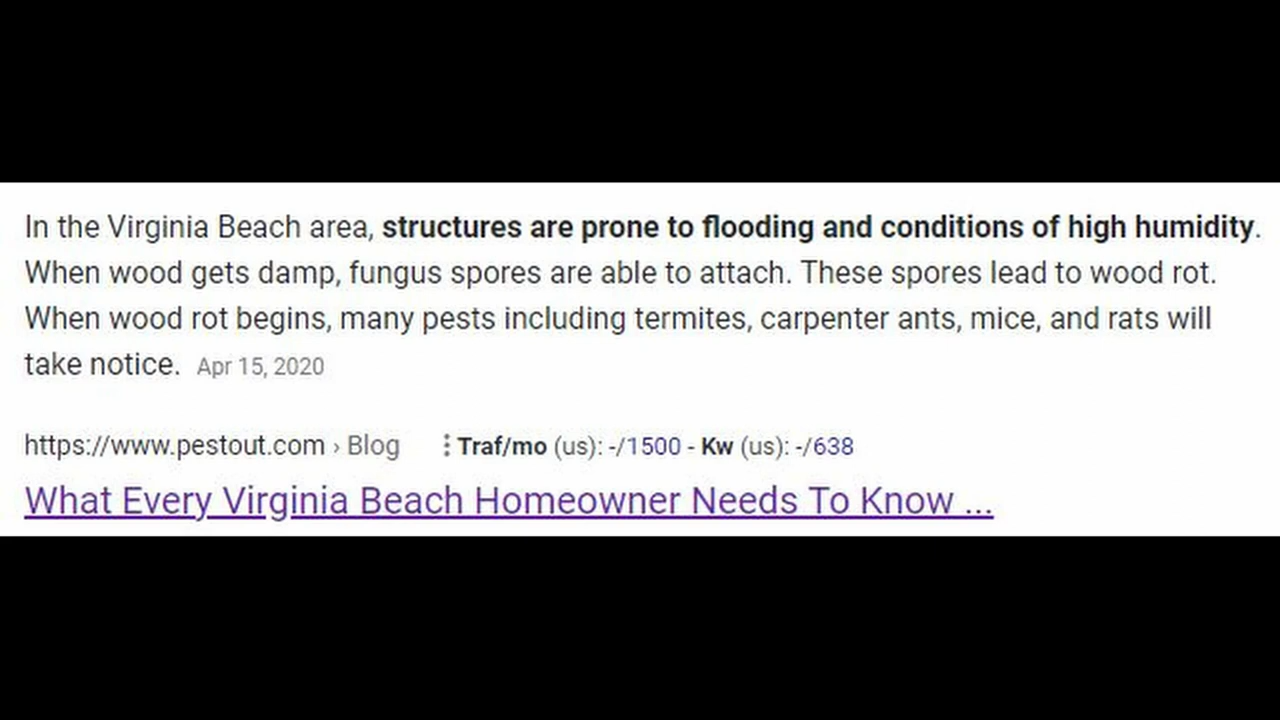 In the Virginia Beach area, structures are prone to flooding and conditions of high humidity.
When wood gets damp, fungus spores are able to attach. These spores lead to wood rot.
When wood rot begins, many pests including termites, carpenter ants, mice, and rats will
take notice. Apr 15, 2020
https://www.pestout.com › Blog ⋮ Traf/mo (us): -/1500 - Kw (us): -/638
What Every Virginia Beach Homeowner Needs To Know ...